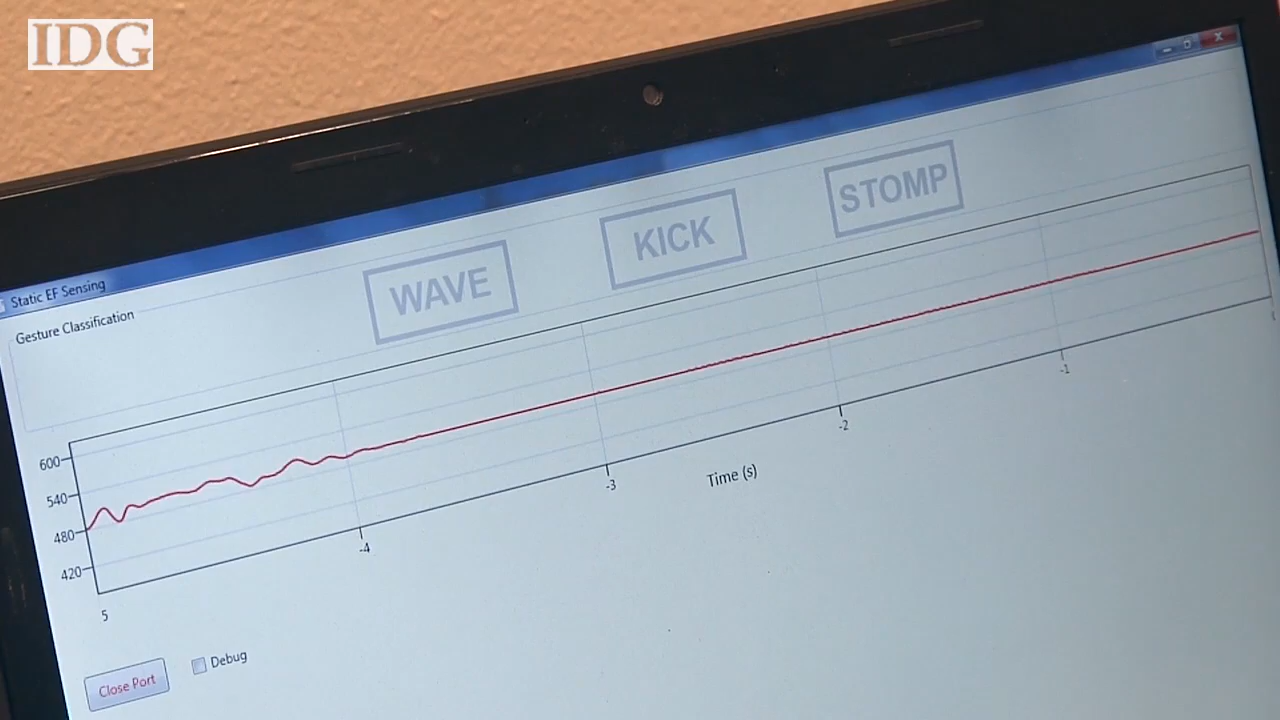 IDG
Static EF Sensing
Gesture Classification
WAVE
KICK
STOMP
600
540
480
420
5
-4
-3
-2
-1
Time (s)
Close Port
Debug